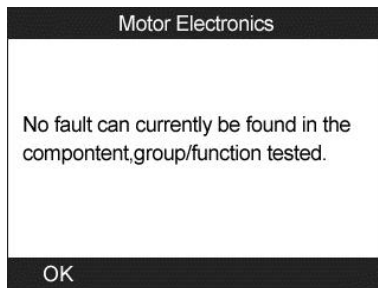 Motor Electronics
No fault can currently be found in the
compontent,group/function tested.
OK